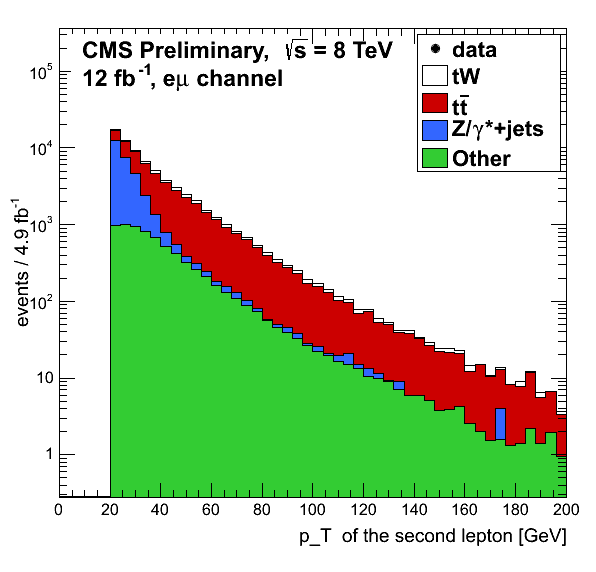 CMS Preliminary, √s = 8 TeV
12 fb⁻¹, eμ channel
data
tW
tt̄
Z/γ*+jets
Other
events / 4.9 fb⁻¹
10⁵
10⁴
10³
10²
10
1
0 20 40 60 80 100 120 140 160 180 200
p_T of the second lepton [GeV]